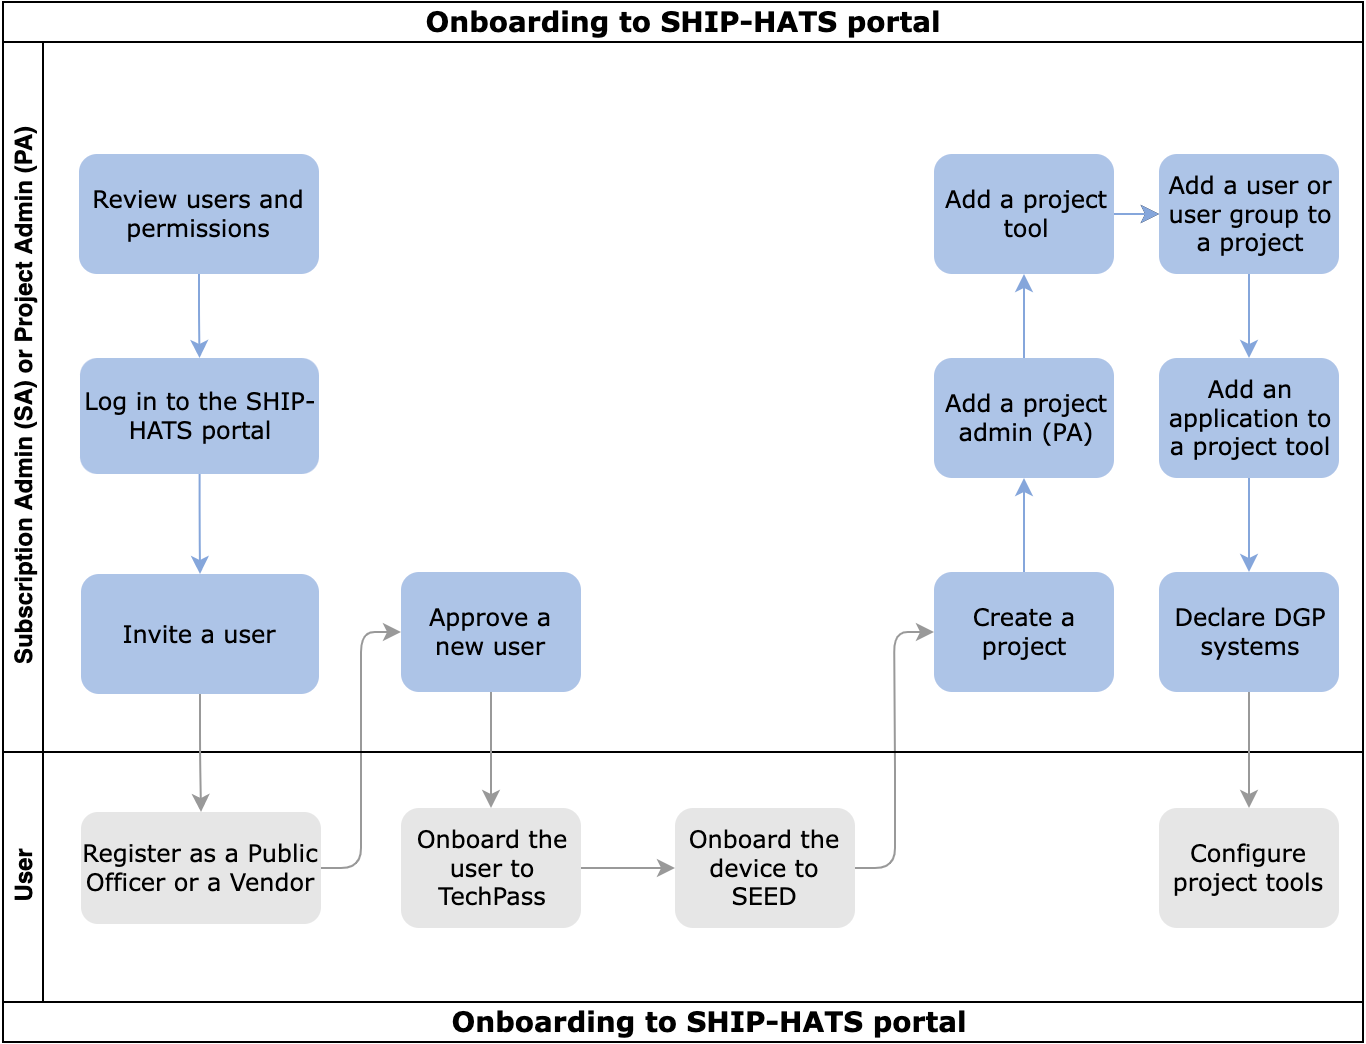 Onboarding to SHIP-HATS portal
Subscription Admin (SA) or Project Admin (PA)
Review users and
permissions
Log in to the SHIP-
HATS portal
Invite a user
Approve a
new user
Create a
project
Add a project
admin (PA)
Add a project
tool
Add a user or
user group to
a project
Add an
application to
a project tool
Declare DGP
systems
User
Register as a Public
Officer or a Vendor
Onboard the
user to
TechPass
Onboard the
device to
SEED
Configure
project tools
Onboarding to SHIP-HATS portal